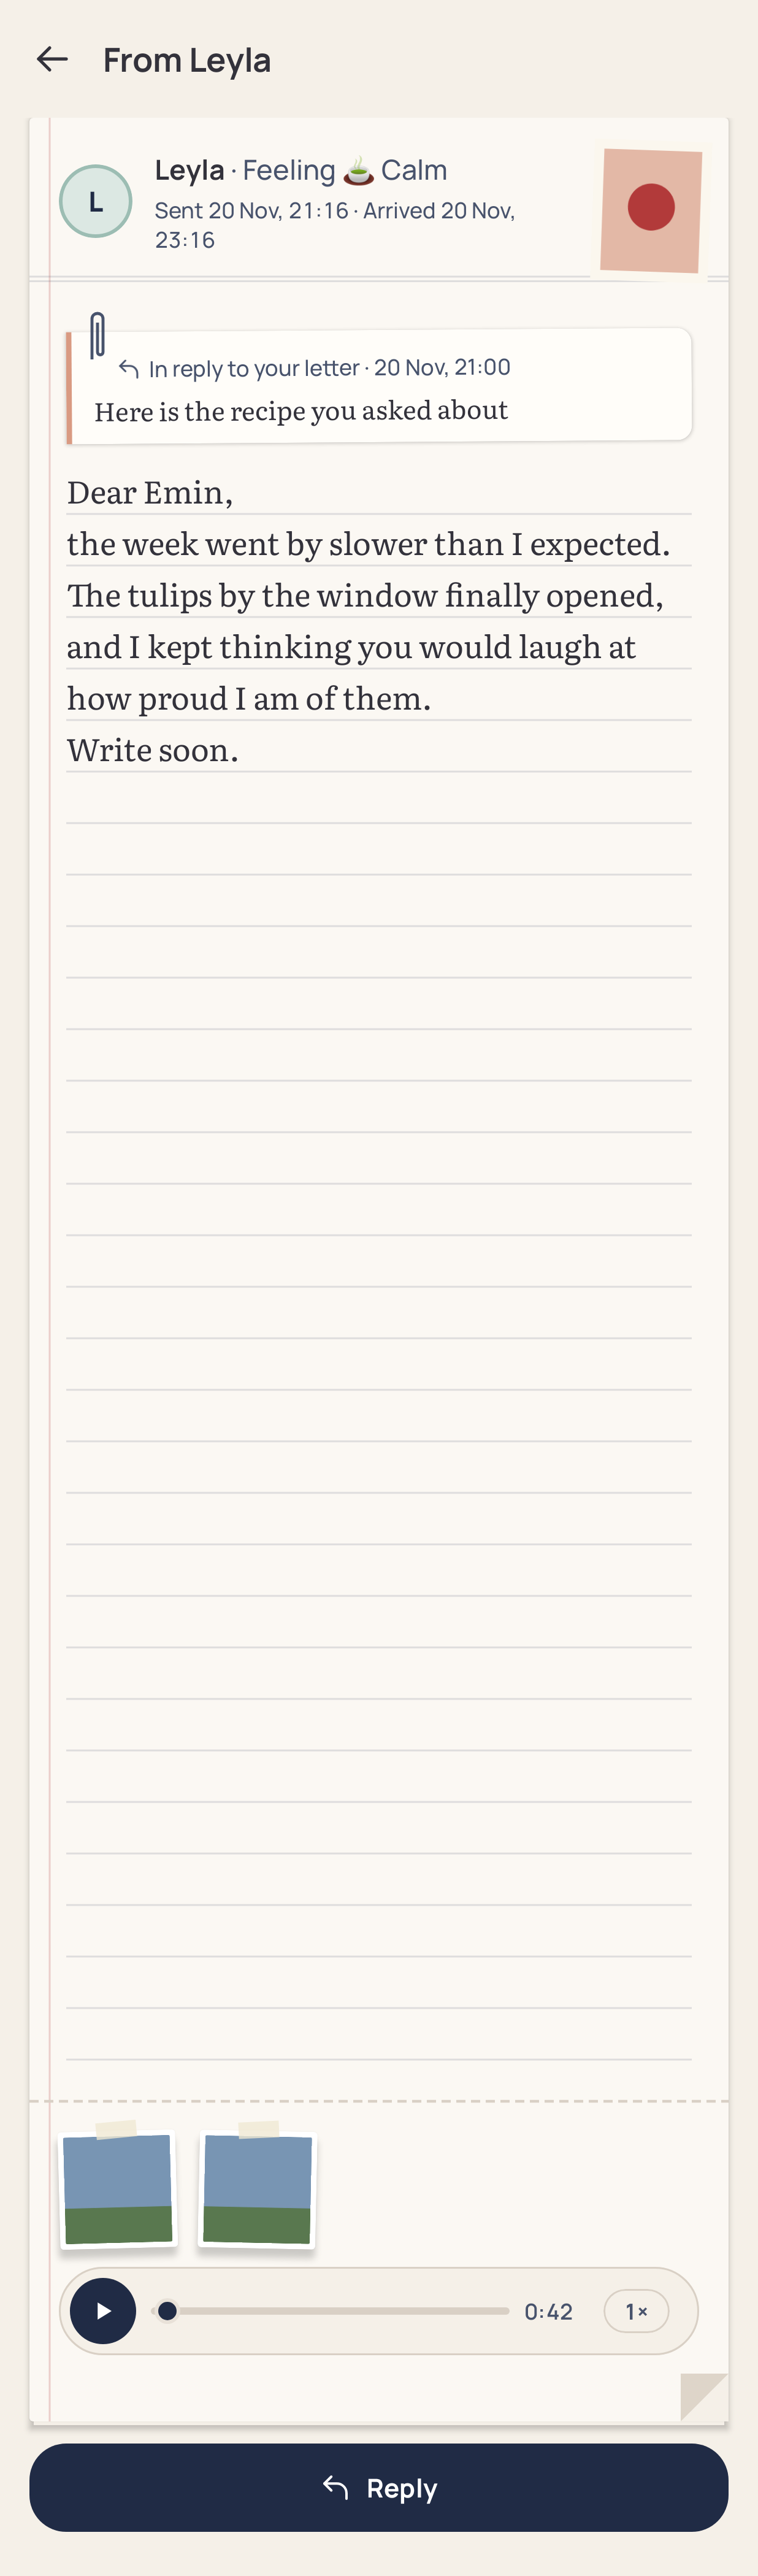 From Leyla
L
Leyla · Feeling 🍵 Calm
Sent 20 Nov, 21:16 · Arrived 20 Nov,
23:16
In reply to your letter · 20 Nov, 21:00
Here is the recipe you asked about
Dear Emin,
the week went by slower than I expected.
The tulips by the window finally opened,
and I kept thinking you would laugh at
how proud I am of them.
Write soon.
0:42
1×
Reply